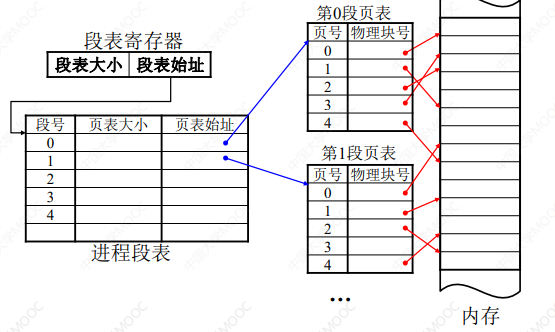 段表寄存器
段表大小 段表始址
段号 页表大小 页表始址
0
1
2
3
4
进程段表
第0段页表
页号 物理块号
0
1
2
3
4
第1段页表
页号 物理块号
0
1
2
3
4
...
内存